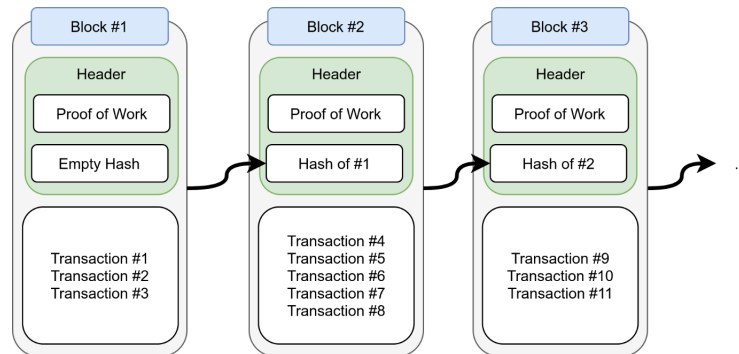 Block #1
Header
Proof of Work
Empty Hash
Transaction #1
Transaction #2
Transaction #3
Block #2
Header
Proof of Work
Hash of #1
Transaction #4
Transaction #5
Transaction #6
Transaction #7
Transaction #8
Block #3
Header
Proof of Work
Hash of #2
Transaction #9
Transaction #10
Transaction #11
.